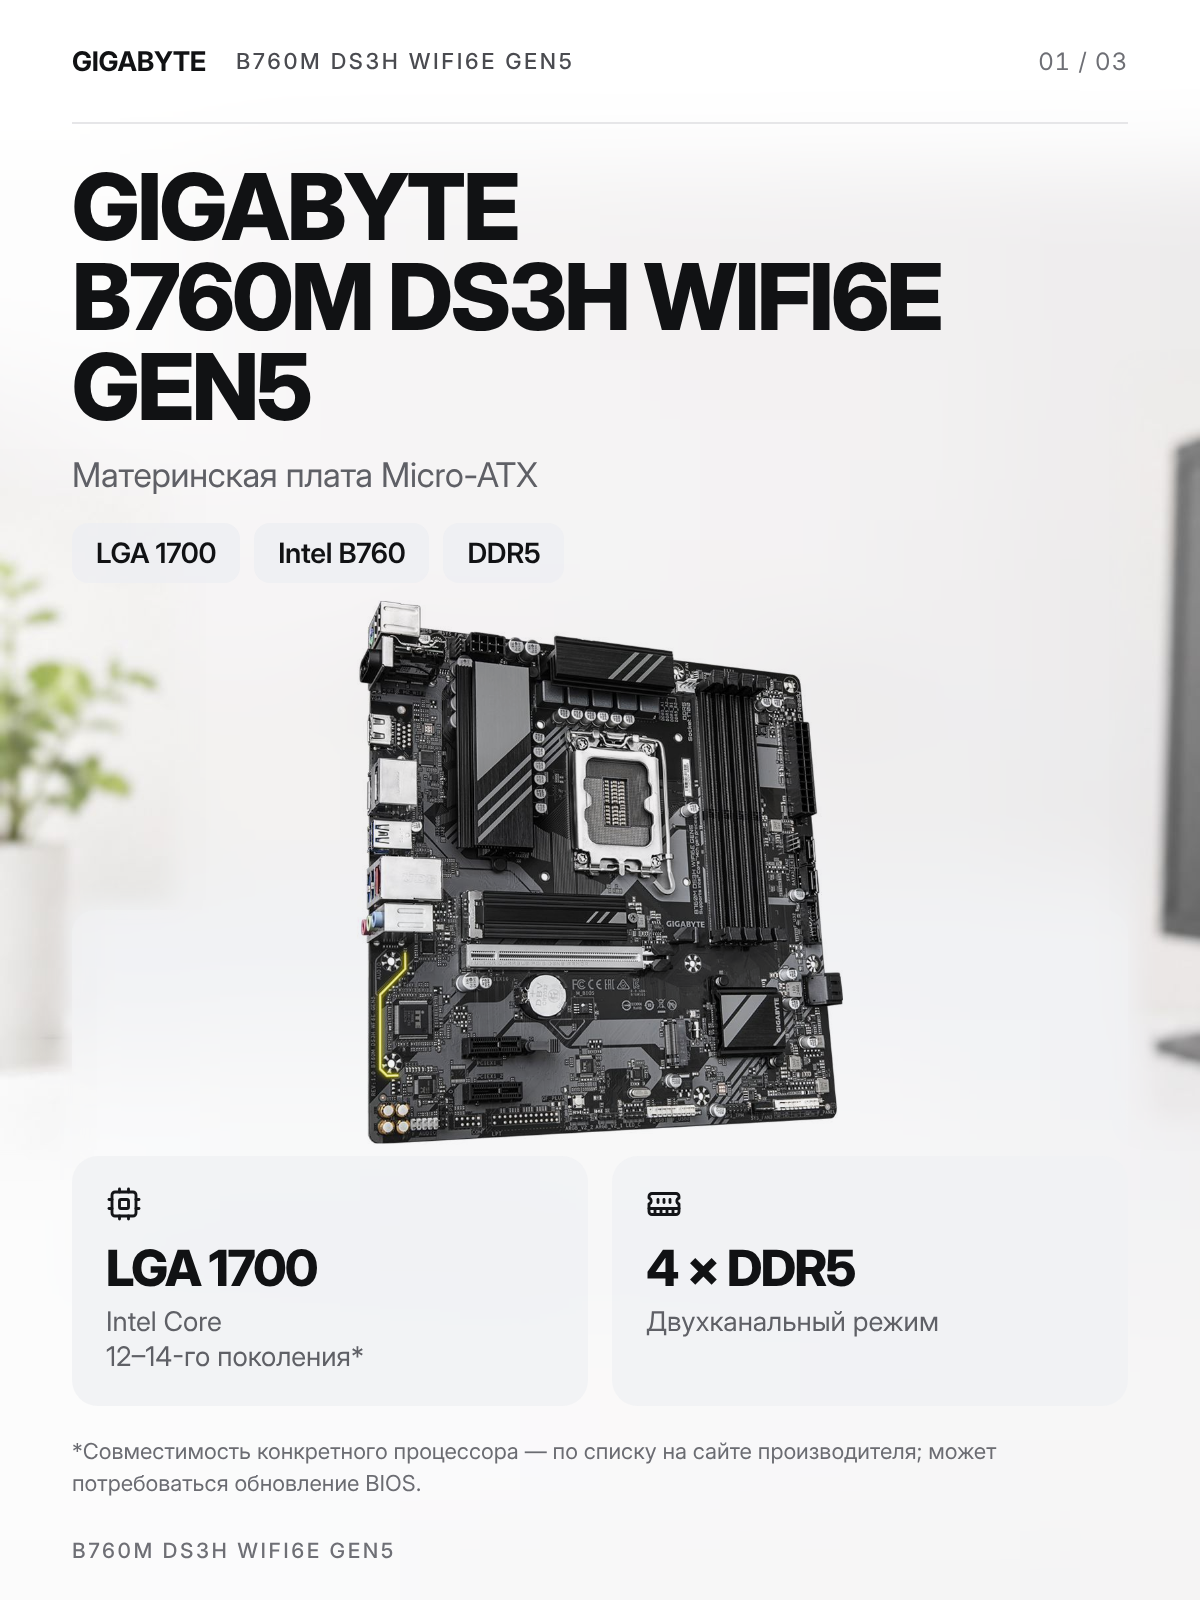 GIGABYTE B760M DS3H WIFI6E GEN5 01 / 03
GIGABYTE
B760M DS3H WIFI6E
GEN5
Материнская плата Micro-ATX
LGA 1700 Intel B760 DDR5
GIGABYTE
GIGABYTE
LGA 1700
Intel Core
12–14-го поколения*
4 × DDR5
Двухканальный режим
*Совместимость конкретного процессора — по списку на сайте производителя; может
потребоваться обновление BIOS.
B760M DS3H WIFI6E GEN5